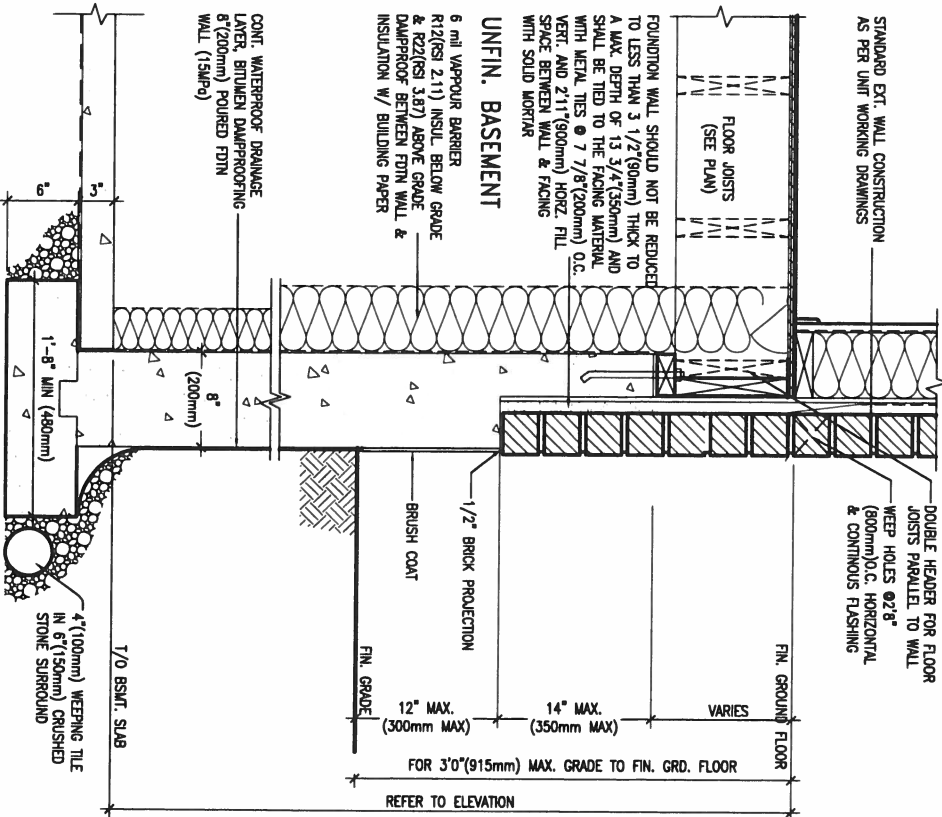 STANDARD EXT. WALL CONSTRUCTION
AS PER UNIT WORKING DRAWINGS
FLOOR JOISTS
(SEE PLAN)
FOUNDTION WALL SHOULD NOT BE REDUCED
TO LESS THAN 3 1/2"(90mm) THICK TO
A MAX. DEPTH OF 13 3/4"(350mm) AND
SHALL BE TIED TO THE FACING MATERIAL
WITH METAL TIES @ 7 7/8"(200mm) O.C.
VERT. AND 2'11"(900mm) HORZ. FILL
SPACE BETWEEN WALL & FACING
WITH SOLID MORTAR
UNFIN. BASEMENT
6 mil VAPPOUR BARRIER
R12(RSI 2.11) INSUL. BELOW GRADE
& R22(RSI 3.87) ABOVE GRADE
DAMPPROOF BETWEEN FDTN WALL &
INSULATION W/ BUILDING PAPER
CONT. WATERPROOF DRAINAGE
LAYER, BITUMEN DAMPPROOFING
8"(200mm) POURED FDTN
WALL (15MPa)
6"
3"
1'-8" MIN (480mm)
8"
(200mm)
DOUBLE HEADER FOR FLOOR
JOISTS PARALLEL TO WALL
WEEP HOLES @2'8"
(800mm)O.C. HORIZONTAL
& CONTINOUS FLASHING
1/2" BRICK PROJECTION
BRUSH COAT
FIN. GROUND FLOOR
FIN. GRADE
T/O BSMT. SLAB
4"(100mm) WEEPING TILE
IN 6"(150mm) CRUSHED
STONE SURROUND
12" MAX.
(300mm MAX)
14" MAX.
(350mm MAX)
VARIES
FOR 3'0"(915mm) MAX. GRADE TO FIN. GRD. FLOOR
REFER TO ELEVATION